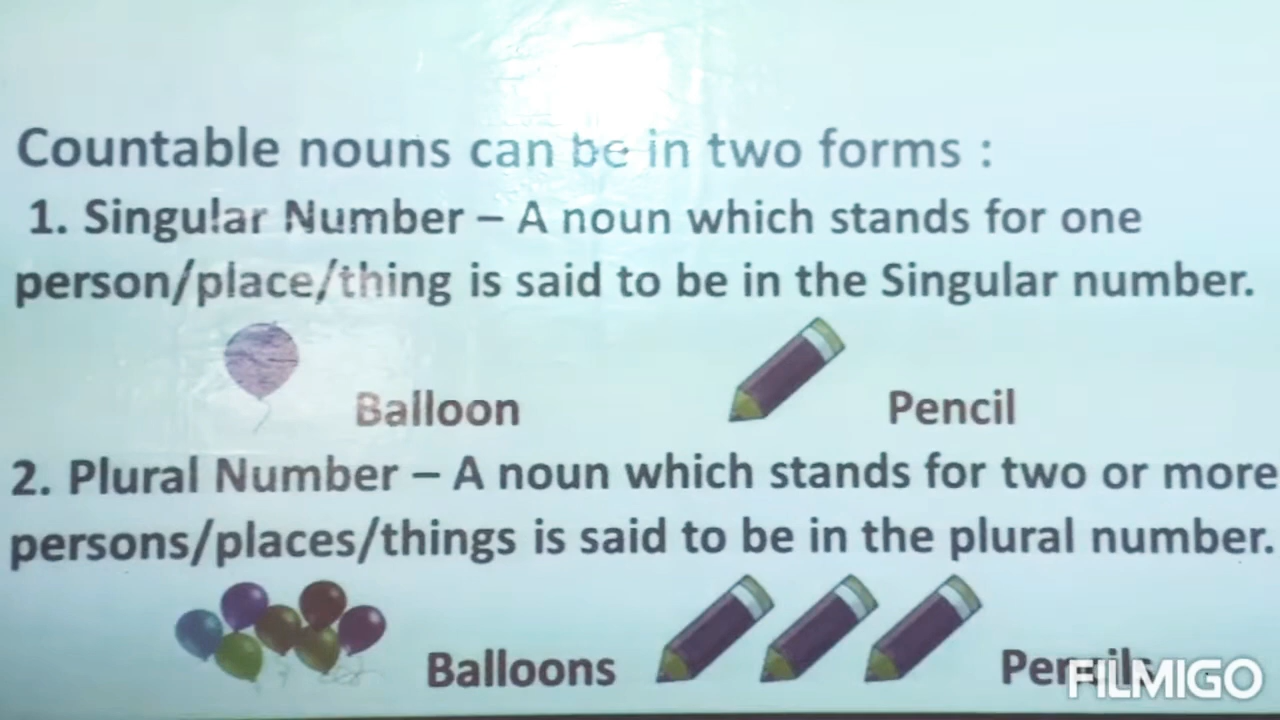 Countable nouns can be in two forms :
1. Singular Number – A noun which stands for one
person/place/thing is said to be in the Singular number.
Balloon Pencil
2. Plural Number – A noun which stands for two or more
persons/places/things is said to be in the plural number.
Balloons Pencils
FILMIGO